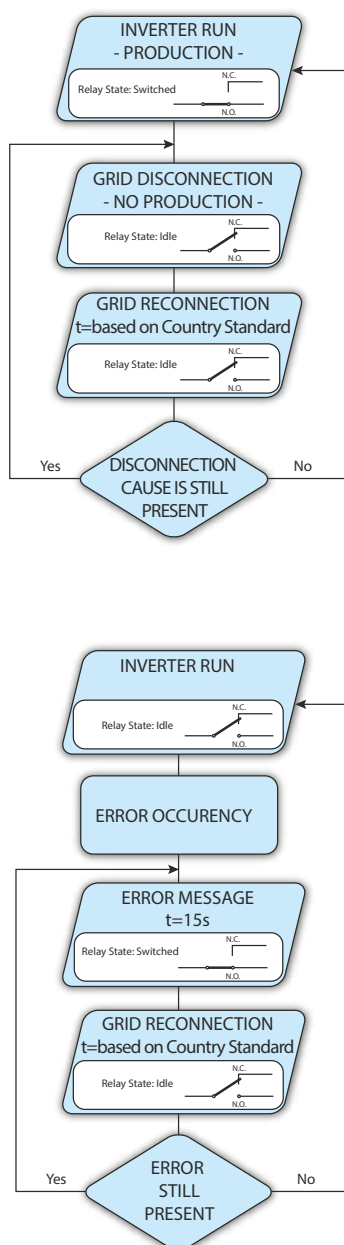 INVERTER RUN
- PRODUCTION -
N.C.
Relay State: Switched
N.O.
GRID DISCONNECTION
- NO PRODUCTION -
N.C.
Relay State: Idle
N.O.
GRID RECONNECTION
t=based on Country Standard
N.C.
Relay State: Idle
N.O.
Yes
No
DISCONNECTION
CAUSE IS STILL
PRESENT
INVERTER RUN
N.C.
Relay State: Idle
N.O.
ERROR OCCURENCY
ERROR MESSAGE
t=15s
N.C.
Relay State: Switched
N.O.
GRID RECONNECTION
t=based on Country Standard
N.C.
Relay State: Idle
N.O.
Yes
No
ERROR
STILL
PRESENT